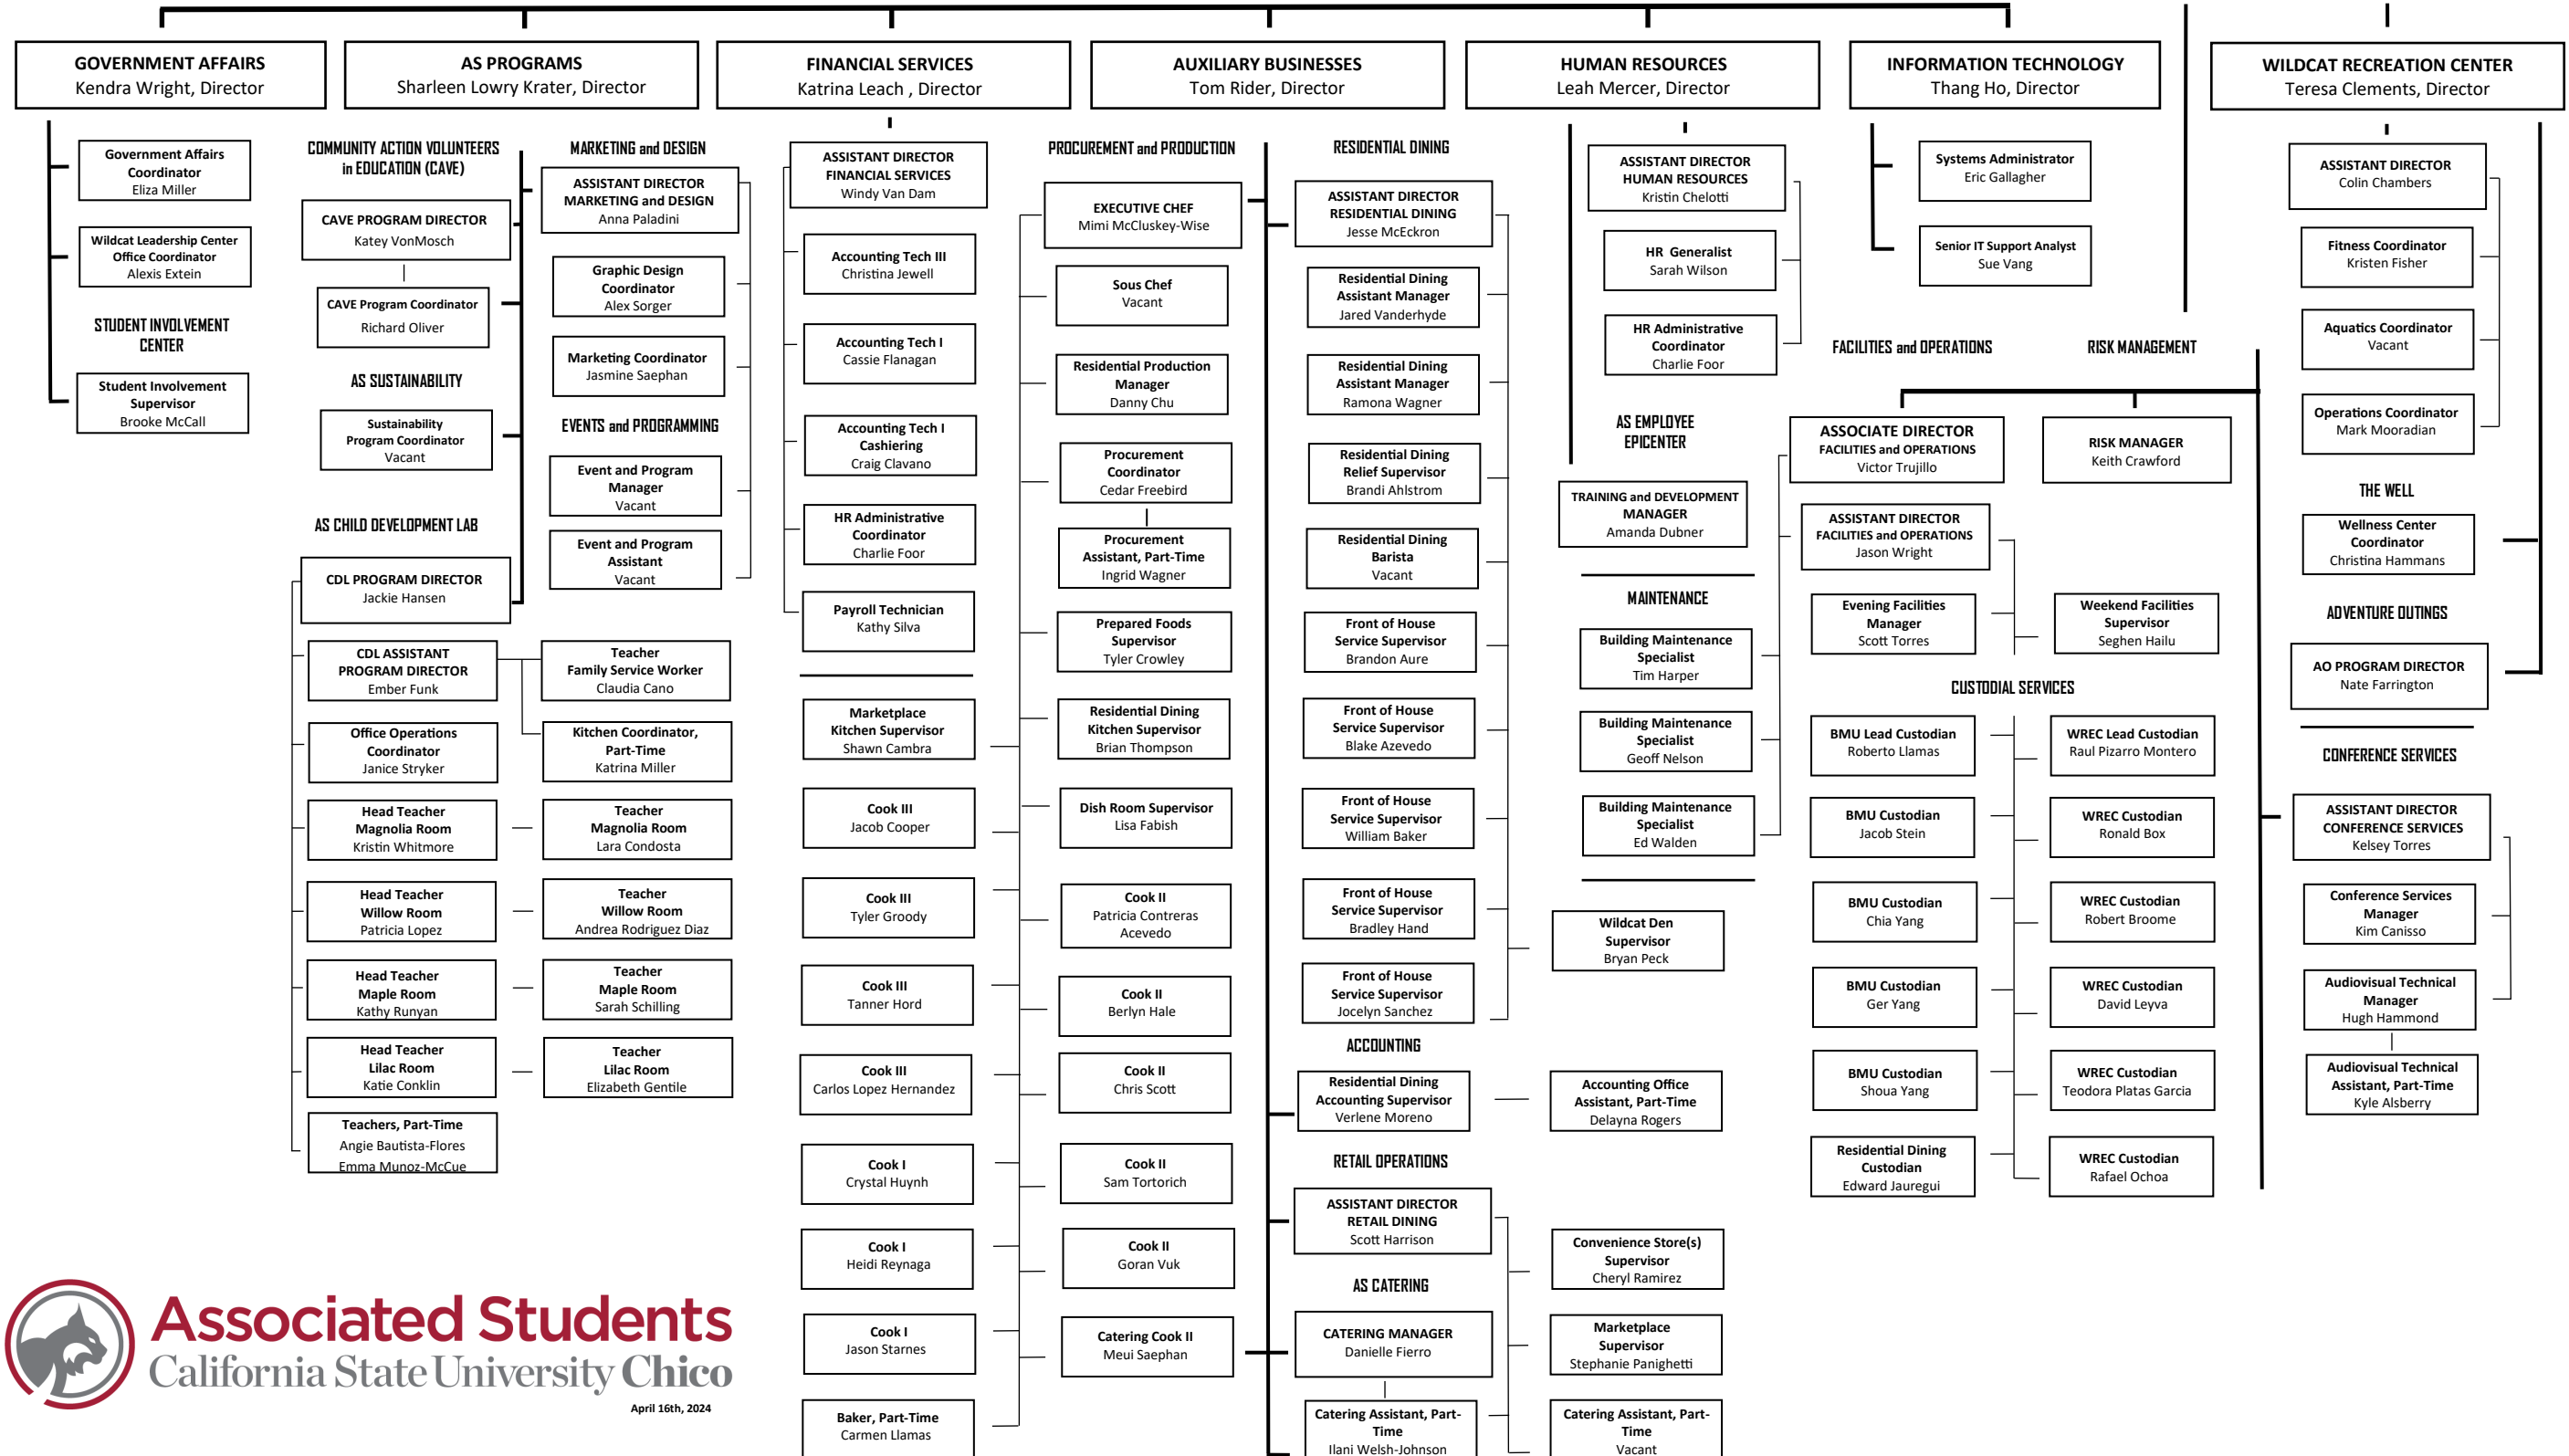 GOVERNMENT AFFAIRS
Kendra Wright, Director
AS PROGRAMS
Sharleen Lowry Krater, Director
FINANCIAL SERVICES
Katrina Leach , Director
AUXILIARY BUSINESSES
Tom Rider, Director
HUMAN RESOURCES
Leah Mercer, Director
INFORMATION TECHNOLOGY
Thang Ho, Director
WILDCAT RECREATION CENTER
Teresa Clements, Director
Government Affairs
Coordinator
Eliza Miller
Wildcat Leadership Center
Office Coordinator
Alexis Extein
STUDENT INVOLVEMENT
CENTER
Student Involvement
Supervisor
Brooke McCall
COMMUNITY ACTION VOLUNTEERS
in EDUCATION (CAVE)
CAVE PROGRAM DIRECTOR
Katey VonMosch
CAVE Program Coordinator
Richard Oliver
AS SUSTAINABILITY
Sustainability
Program Coordinator
Vacant
AS CHILD DEVELOPMENT LAB
CDL PROGRAM DIRECTOR
Jackie Hansen
CDL ASSISTANT
PROGRAM DIRECTOR
Ember Funk
Office Operations
Coordinator
Janice Stryker
Head Teacher
Magnolia Room
Kristin Whitmore
Head Teacher
Willow Room
Patricia Lopez
Head Teacher
Maple Room
Kathy Runyan
Head Teacher
Lilac Room
Katie Conklin
Teachers, Part-Time
Angie Bautista-Flores
Emma Munoz-McCue
MARKETING and DESIGN
ASSISTANT DIRECTOR
MARKETING and DESIGN
Anna Paladini
Graphic Design
Coordinator
Alex Sorger
Marketing Coordinator
Jasmine Saephan
EVENTS and PROGRAMMING
Event and Program
Manager
Vacant
Event and Program
Assistant
Vacant
Teacher
Family Service Worker
Claudia Cano
Kitchen Coordinator,
Part-Time
Katrina Miller
Teacher
Magnolia Room
Lara Condosta
Teacher
Willow Room
Andrea Rodriguez Diaz
Teacher
Maple Room
Sarah Schilling
Teacher
Lilac Room
Elizabeth Gentile
ASSISTANT DIRECTOR
FINANCIAL SERVICES
Windy Van Dam
Accounting Tech III
Christina Jewell
Accounting Tech I
Cassie Flanagan
Accounting Tech I
Cashiering
Craig Clavano
HR Administrative
Coordinator
Charlie Foor
Payroll Technician
Kathy Silva
Marketplace
Kitchen Supervisor
Shawn Cambra
Cook III
Jacob Cooper
Cook III
Tyler Groody
Cook III
Tanner Hord
Cook III
Carlos Lopez Hernandez
Cook I
Crystal Huynh
Cook I
Heidi Reynaga
Cook I
Jason Starnes
Baker, Part-Time
Carmen Llamas
PROCUREMENT and PRODUCTION
EXECUTIVE CHEF
Mimi McCluskey-Wise
Sous Chef
Vacant
Residential Production
Manager
Danny Chu
Procurement
Coordinator
Cedar Freebird
Procurement
Assistant, Part-Time
Ingrid Wagner
Prepared Foods
Supervisor
Tyler Crowley
Residential Dining
Kitchen Supervisor
Brian Thompson
Dish Room Supervisor
Lisa Fabish
Cook II
Patricia Contreras
Acevedo
Cook II
Berlyn Hale
Cook II
Chris Scott
Cook II
Sam Tortorich
Cook II
Goran Vuk
Catering Cook II
Meui Saephan
RESIDENTIAL DINING
ASSISTANT DIRECTOR
RESIDENTIAL DINING
Jesse McEckron
Residential Dining
Assistant Manager
Jared Vanderhyde
Residential Dining
Assistant Manager
Ramona Wagner
Residential Dining
Relief Supervisor
Brandi Ahlstrom
Residential Dining
Barista
Vacant
Front of House
Service Supervisor
Brandon Aure
Front of House
Service Supervisor
Blake Azevedo
Front of House
Service Supervisor
William Baker
Front of House
Service Supervisor
Bradley Hand
Front of House
Service Supervisor
Jocelyn Sanchez
ACCOUNTING
Residential Dining
Accounting Supervisor
Verlene Moreno
RETAIL OPERATIONS
ASSISTANT DIRECTOR
RETAIL DINING
Scott Harrison
AS CATERING
CATERING MANAGER
Danielle Fierro
Catering Assistant, Part-
Time
Ilani Welsh-Johnson
ASSISTANT DIRECTOR
HUMAN RESOURCES
Kristin Chelotti
HR Generalist
Sarah Wilson
HR Administrative
Coordinator
Charlie Foor
AS EMPLOYEE
EPICENTER
TRAINING and DEVELOPMENT
MANAGER
Amanda Dubner
MAINTENANCE
Building Maintenance
Specialist
Tim Harper
Building Maintenance
Specialist
Geoff Nelson
Building Maintenance
Specialist
Ed Walden
Wildcat Den
Supervisor
Bryan Peck
Accounting Office
Assistant, Part-Time
Delayna Rogers
Convenience Store(s)
Supervisor
Cheryl Ramirez
Marketplace
Supervisor
Stephanie Panighetti
Catering Assistant, Part-
Time
Vacant
Systems Administrator
Eric Gallagher
Senior IT Support Analyst
Sue Vang
FACILITIES and OPERATIONS
RISK MANAGEMENT
ASSOCIATE DIRECTOR
FACILITIES and OPERATIONS
Victor Trujillo
RISK MANAGER
Keith Crawford
ASSISTANT DIRECTOR
FACILITIES and OPERATIONS
Jason Wright
Evening Facilities
Manager
Scott Torres
Weekend Facilities
Supervisor
Seghen Hailu
CUSTODIAL SERVICES
BMU Lead Custodian
Roberto Llamas
WREC Lead Custodian
Raul Pizarro Montero
BMU Custodian
Jacob Stein
WREC Custodian
Ronald Box
BMU Custodian
Chia Yang
WREC Custodian
Robert Broome
BMU Custodian
Ger Yang
WREC Custodian
David Leyva
BMU Custodian
Shoua Yang
WREC Custodian
Teodora Platas Garcia
Residential Dining
Custodian
Edward Jauregui
WREC Custodian
Rafael Ochoa
ASSISTANT DIRECTOR
Colin Chambers
Fitness Coordinator
Kristen Fisher
Aquatics Coordinator
Vacant
Operations Coordinator
Mark Mooradian
THE WELL
Wellness Center
Coordinator
Christina Hammans
ADVENTURE OUTINGS
AO PROGRAM DIRECTOR
Nate Farrington
CONFERENCE SERVICES
ASSISTANT DIRECTOR
CONFERENCE SERVICES
Kelsey Torres
Conference Services
Manager
Kim Canisso
Audiovisual Technical
Manager
Hugh Hammond
Audiovisual Technical
Assistant, Part-Time
Kyle Alsberry
Associated Students
California State University Chico
April 16th, 2024